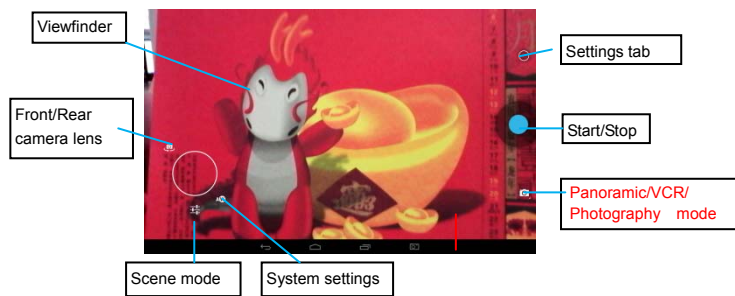 Viewfinder
Settings tab
Front/Rear
camera lens
Start/Stop
Panoramic/VCR/
Photography mode
Scene mode
System settings